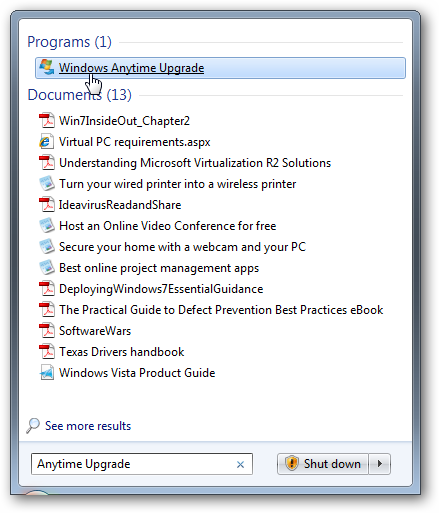 Programs (1)
Windows Anytime Upgrade
Documents (13)
Win7InsideOut_Chapter2
Virtual PC requirements.aspx
Understanding Microsoft Virtualization R2 Solutions
Turn your wired printer into a wireless printer
IdeavirusReadandShare
Host an Online Video Conference for free
Secure your home with a webcam and your PC
Best online project management apps
DeployingWindows7EssentialGuidance
The Practical Guide to Defect Prevention Best Practices eBook
SoftwareWars
Texas Drivers handbook
Windows Vista Product Guide
See more results
Anytime Upgrade
Shut down